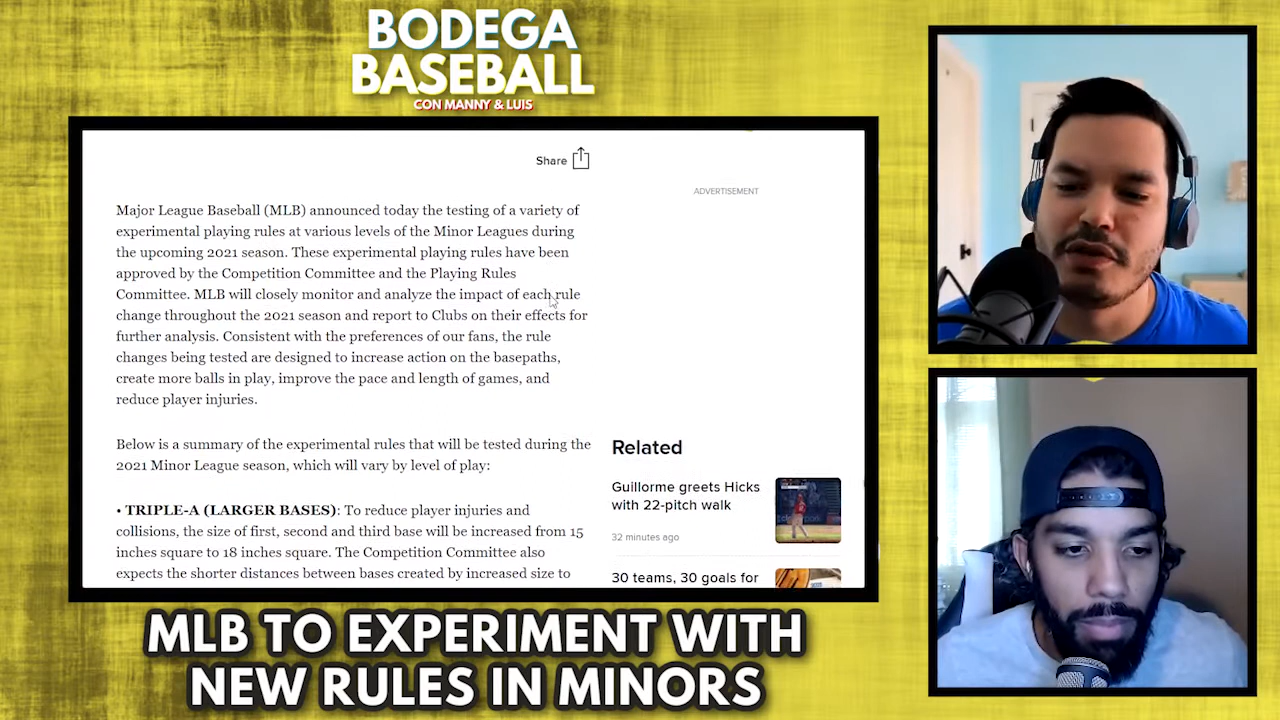 BODEGA
BASEBALL
CON MANNY & LUIS
Share
ADVERTISEMENT
Major League Baseball (MLB) announced today the testing of a variety of
experimental playing rules at various levels of the Minor Leagues during
the upcoming 2021 season. These experimental playing rules have been
approved by the Competition Committee and the Playing Rules
Committee. MLB will closely monitor and analyze the impact of each rule
change throughout the 2021 season and report to Clubs on their effects for
further analysis. Consistent with the preferences of our fans, the rule
changes being tested are designed to increase action on the basepaths,
create more balls in play, improve the pace and length of games, and
reduce player injuries.
Below is a summary of the experimental rules that will be tested during the
2021 Minor League season, which will vary by level of play:
• TRIPLE-A (LARGER BASES): To reduce player injuries and
collisions, the size of first, second and third base will be increased from 15
inches square to 18 inches square. The Competition Committee also
expects the shorter distances between bases created by increased size to
Related
Guillorme greets Hicks
with 22-pitch walk
32 minutes ago
30 teams, 30 goals for
MLB TO EXPERIMENT WITH
NEW RULES IN MINORS